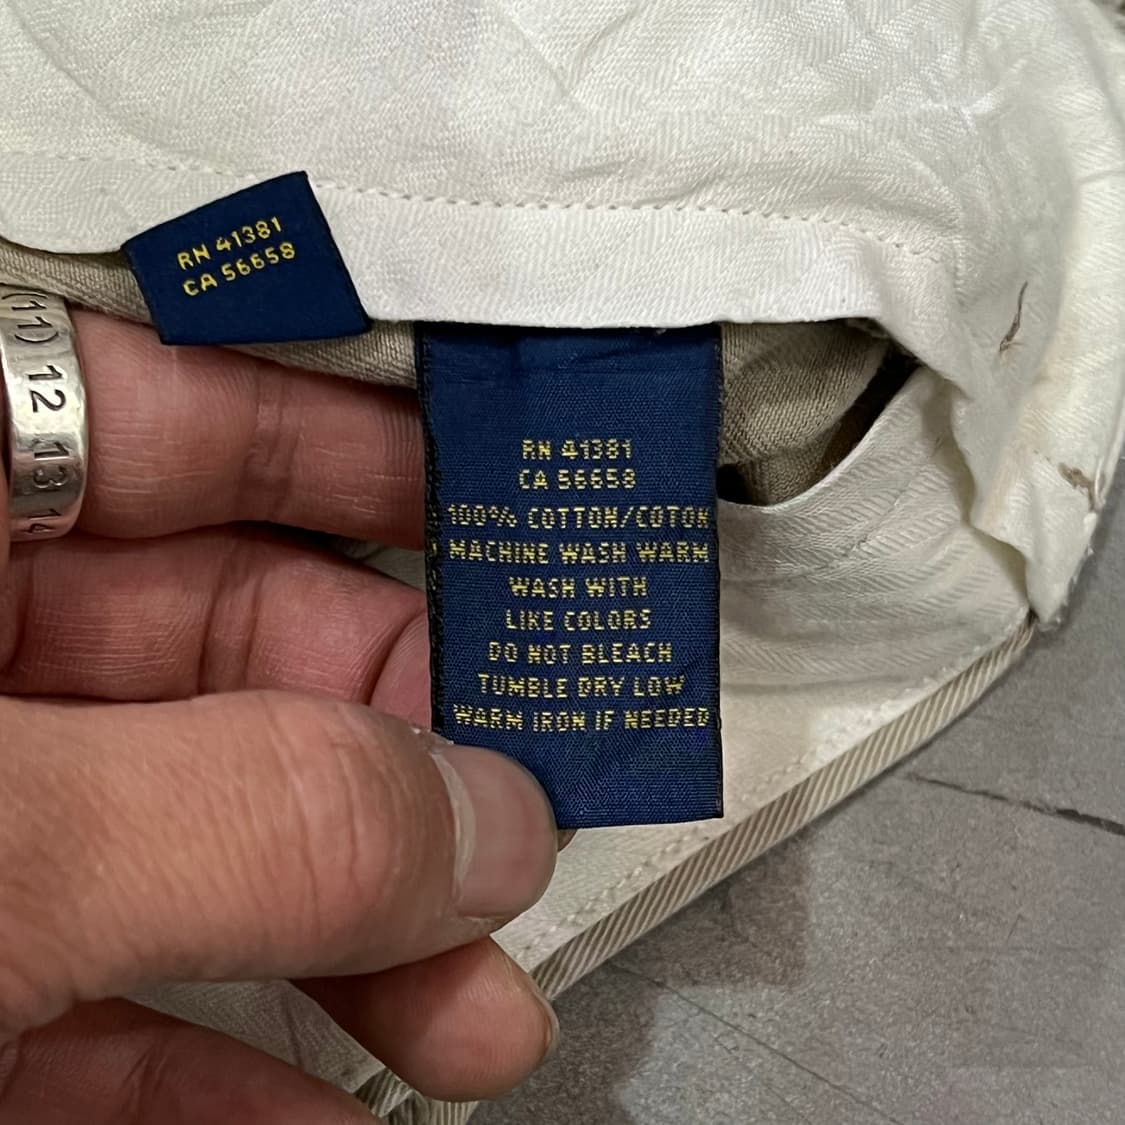 RN 41381
CA 56658
(11) 12 13 14
RN 41381
CA 56658
100% COTTON/COTON
MACHINE WASH WARM
WASH WITH
LIKE COLORS
DO NOT BLEACH
TUMBLE DRY LOW
WARM IRON IF NEEDED